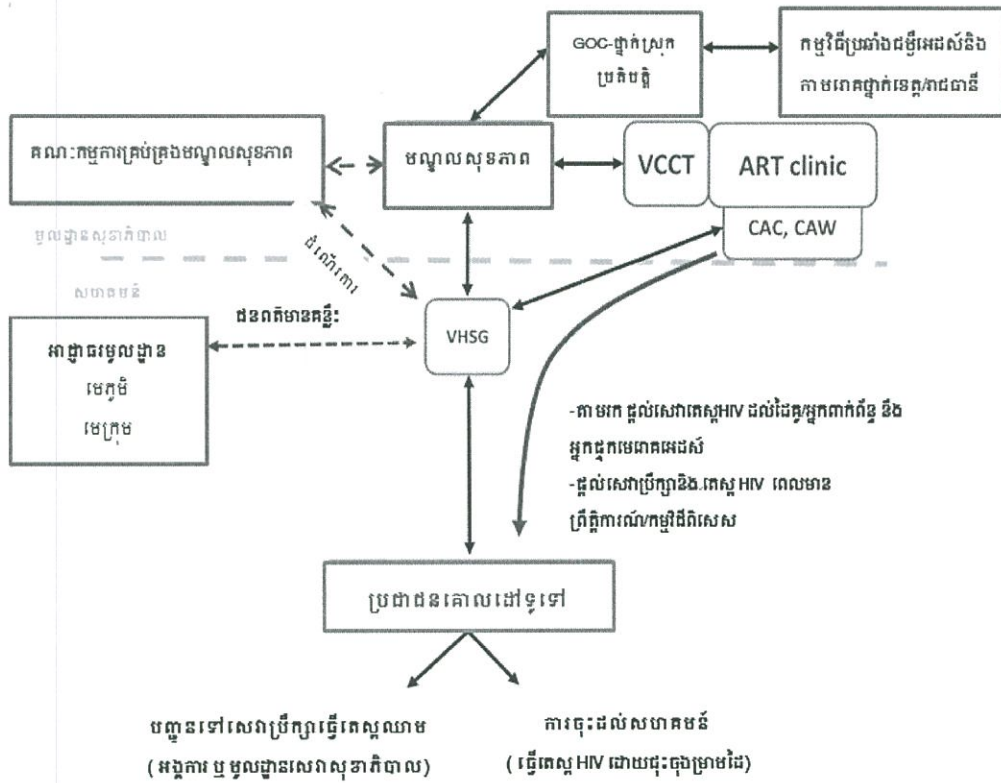 GOC-ថ្នាក់ស្រុក
ប្រតិបត្តិ
កម្មវិធីប្រឆាំងជម្ងឺអេដស៍និង
កាមរោគថ្នាក់ខេត្ត/រាជធានី
គណៈកម្មការគ្រប់គ្រងមណ្ឌលសុខភាព
មណ្ឌលសុខភាព
VCCT
ART clinic
CAC, CAW
មូលដ្ឋានសុខាភិបាល
ដំណើរការ
សហគមន៍
ជនពត៌មានគន្លឹះ
VHSG
អាជ្ញាធរមូលដ្ឋាន
មេភូមិ
មេក្រុម
-តាមរក ផ្តល់សេវាតេស្តHIV ដល់ដៃគូ/អ្នកពាក់ព័ន្ធ នឹង
អ្នកផ្ទុកមេរោគអេដស៍
-ផ្តល់សេវាប្រឹក្សានិង តេស្ត HIV ពេលមាន
ព្រឹត្តិការណ៍/កម្មវិធីពិសេស
ប្រជាជនគោលដៅទូទៅ
បញ្ជូនទៅសេវាប្រឹក្សាធ្វើតេស្តឈាម
(អង្គការ ឬ មូលដ្ឋានសេវាសុខាភិបាល)
ការចុះដល់សហគមន៍
( ធ្វើតេស្ត HIV ដោយជុះចុងម្រាមដៃ)